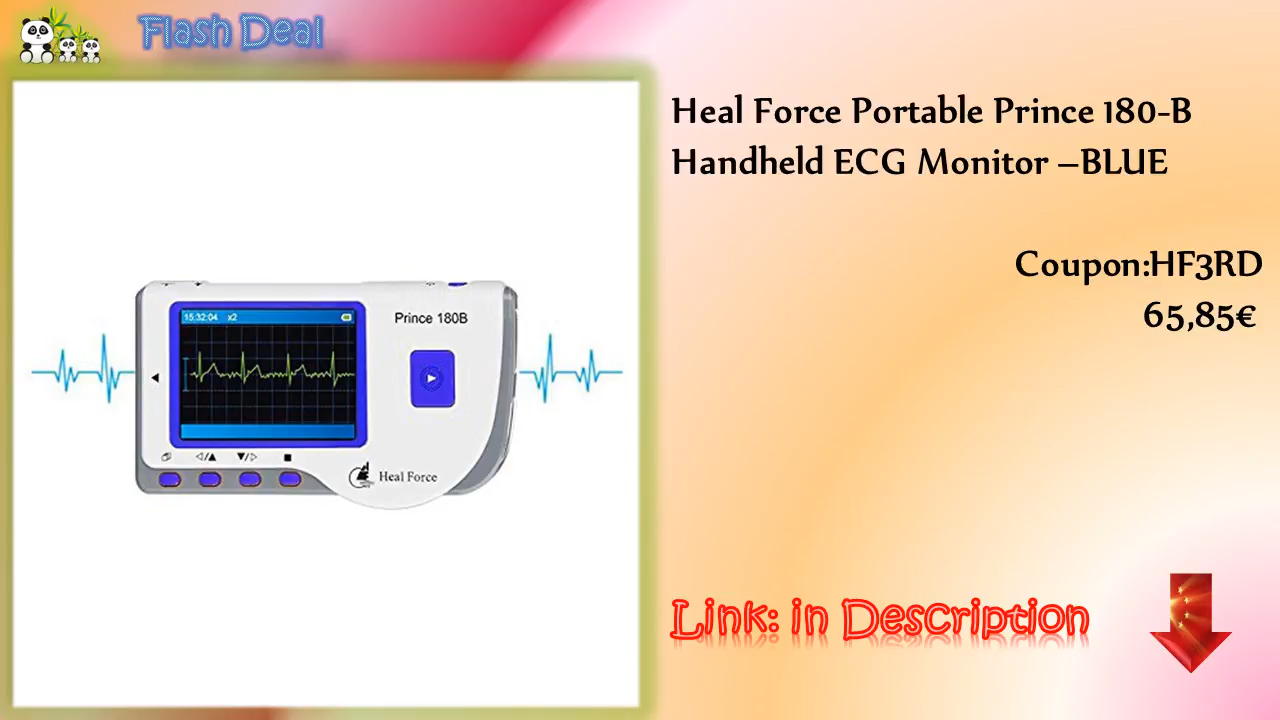 Flash Deal
Heal Force Portable Prince 180-B
Handheld ECG Monitor –BLUE
Coupon:HF3RD
65,85€
15:32:04 x2
Prince 180B
Heal Force
Link: in Description